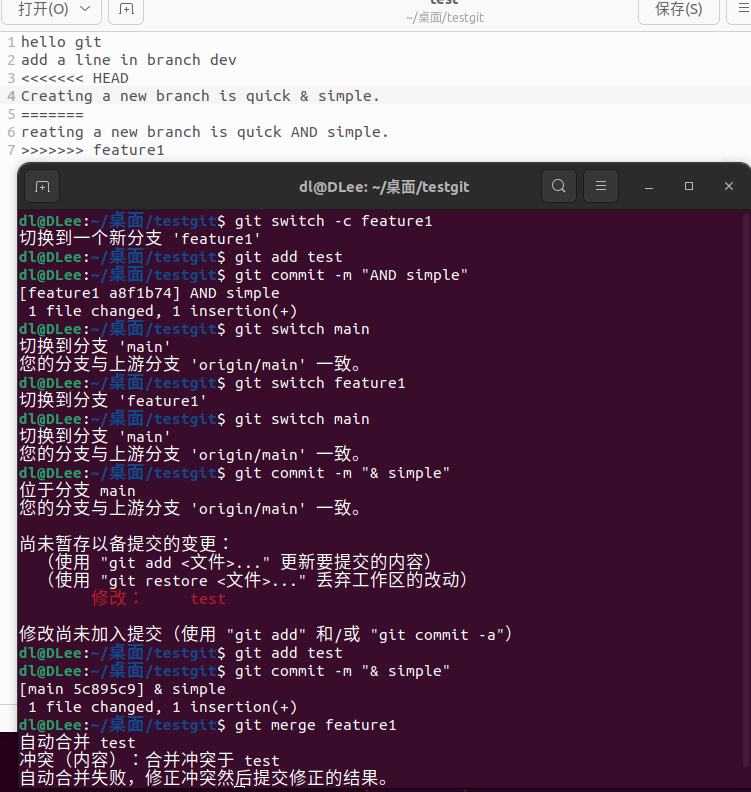 打开(O)
test
保存(S)
~/桌面/testgit
1 hello git
2 add a line in branch dev
3 <<<<<<< HEAD
4 Creating a new branch is quick & simple.
5 =======
6 reating a new branch is quick AND simple.
7 >>>>>>> feature1
dl@DLee: ~/桌面/testgit
dl@DLee:~/桌面/testgit$ git switch -c feature1
切换到一个新分支 'feature1'
dl@DLee:~/桌面/testgit$ git add test
dl@DLee:~/桌面/testgit$ git commit -m "AND simple"
[feature1 a8f1b74] AND simple
 1 file changed, 1 insertion(+)
dl@DLee:~/桌面/testgit$ git switch main
切换到分支 'main'
您的分支与上游分支 'origin/main' 一致。
dl@DLee:~/桌面/testgit$ git switch feature1
切换到分支 'feature1'
dl@DLee:~/桌面/testgit$ git switch main
切换到分支 'main'
您的分支与上游分支 'origin/main' 一致。
dl@DLee:~/桌面/testgit$ git commit -m "& simple"
位于分支 main
您的分支与上游分支 'origin/main' 一致。
尚未暂存以备提交的变更：
  （使用 "git add <文件>..." 更新要提交的内容）
  （使用 "git restore <文件>..." 丢弃工作区的改动）
        修改：     test
修改尚未加入提交（使用 "git add" 和/或 "git commit -a"）
dl@DLee:~/桌面/testgit$ git add test
dl@DLee:~/桌面/testgit$ git commit -m "& simple"
[main 5c895c9] & simple
 1 file changed, 1 insertion(+)
dl@DLee:~/桌面/testgit$ git merge feature1
自动合并 test
冲突（内容）：合并冲突于 test
自动合并失败，修正冲突然后提交修正的结果。